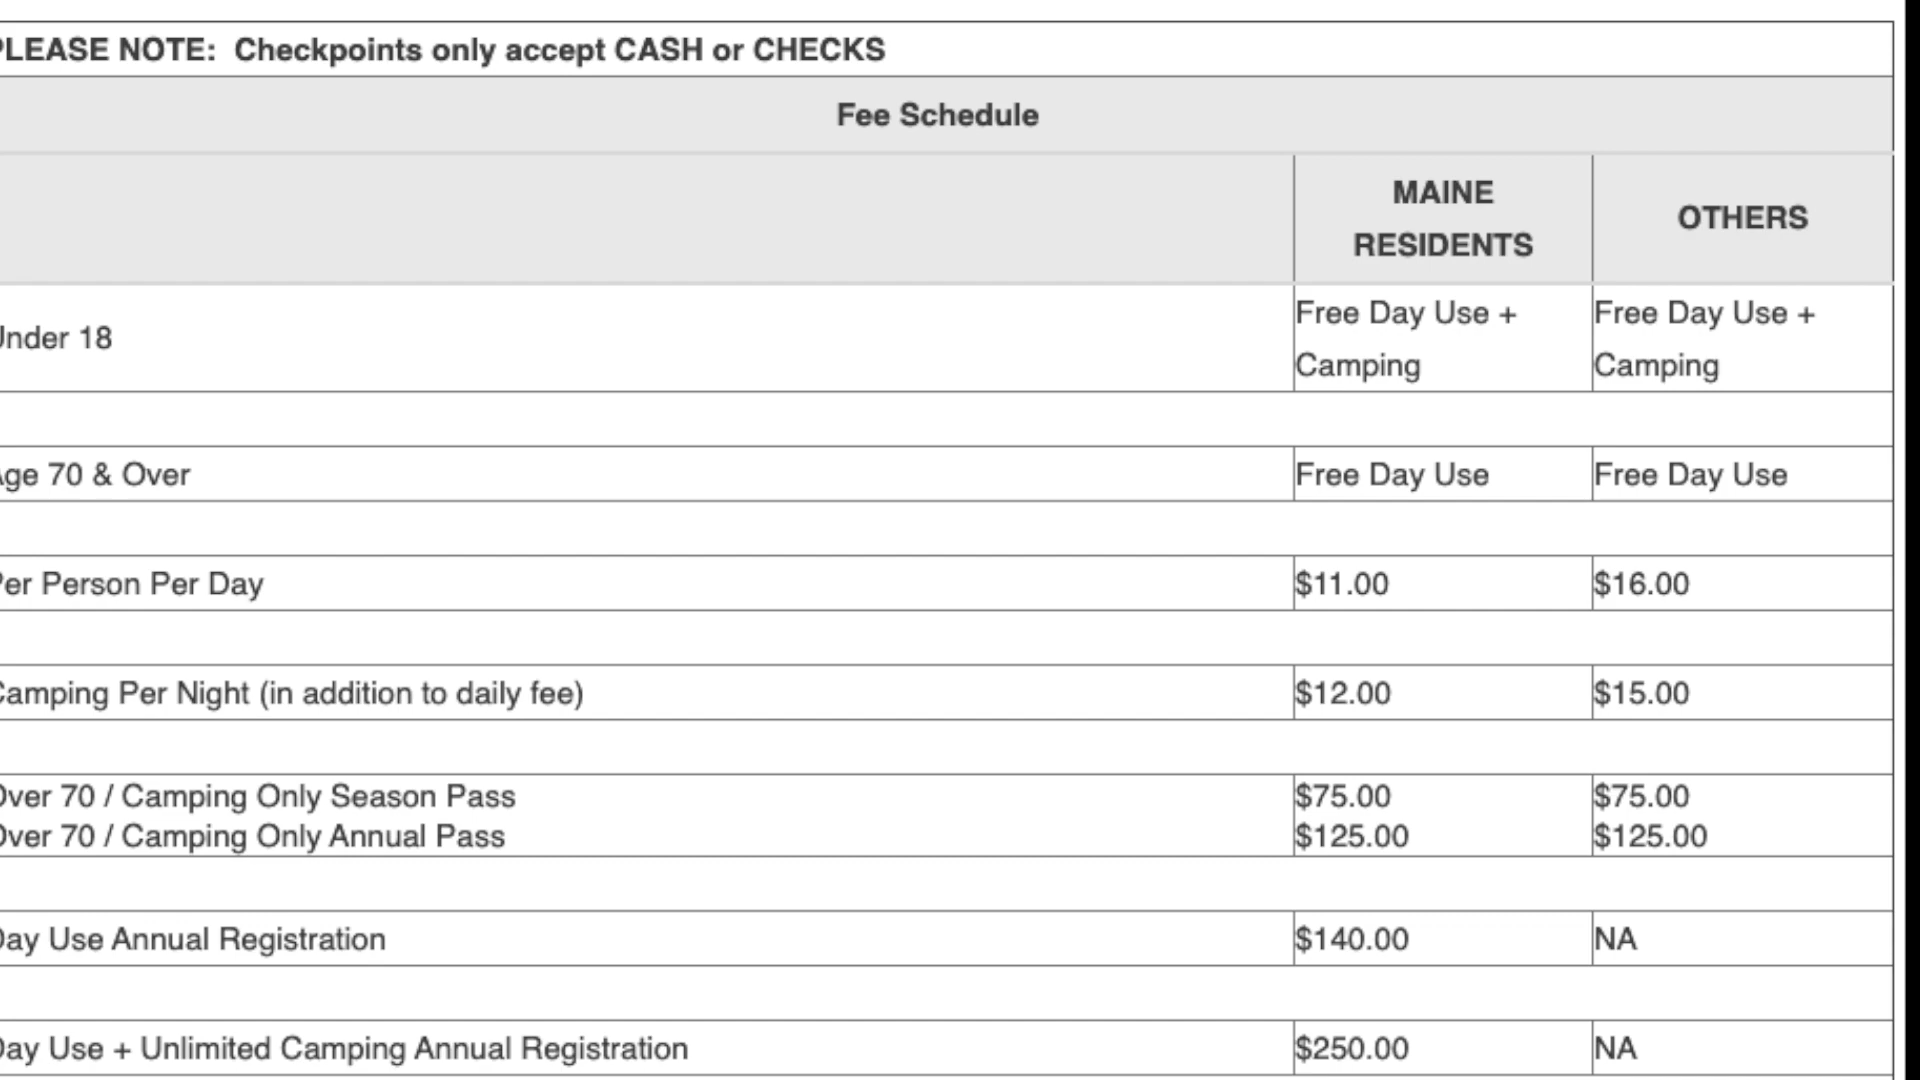 PLEASE NOTE:  Checkpoints only accept CASH or CHECKS
Fee Schedule
MAINE
RESIDENTS
OTHERS
Under 18
Free Day Use +
Camping
Free Day Use +
Camping
Age 70 & Over
Free Day Use
Free Day Use
Per Person Per Day
$11.00
$16.00
Camping Per Night (in addition to daily fee)
$12.00
$15.00
Over 70 / Camping Only Season Pass
Over 70 / Camping Only Annual Pass
$75.00
$125.00
$75.00
$125.00
Day Use Annual Registration
$140.00
NA
Day Use + Unlimited Camping Annual Registration
$250.00
NA